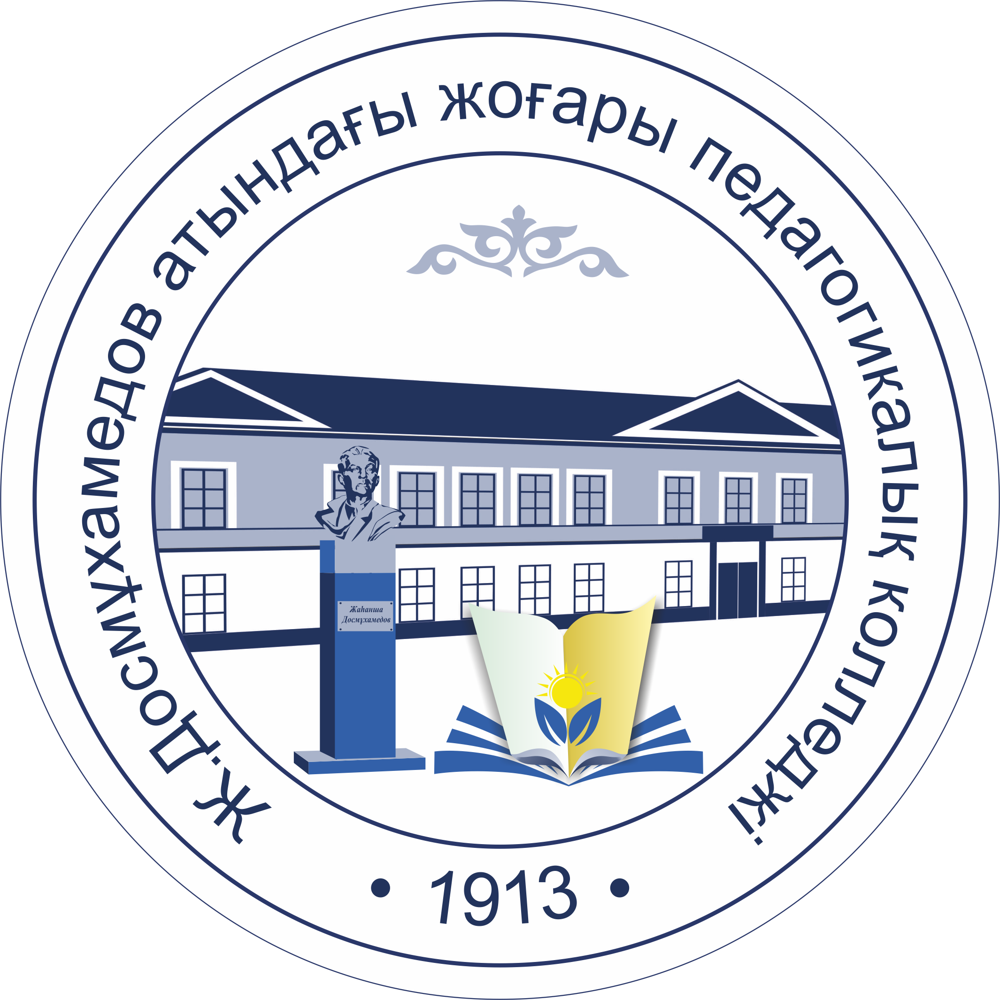 Ж.Досмұхамедов атындағы жоғары педагогикалық колледжі
Жаһанша
Досмұхамедов
• 1913 •